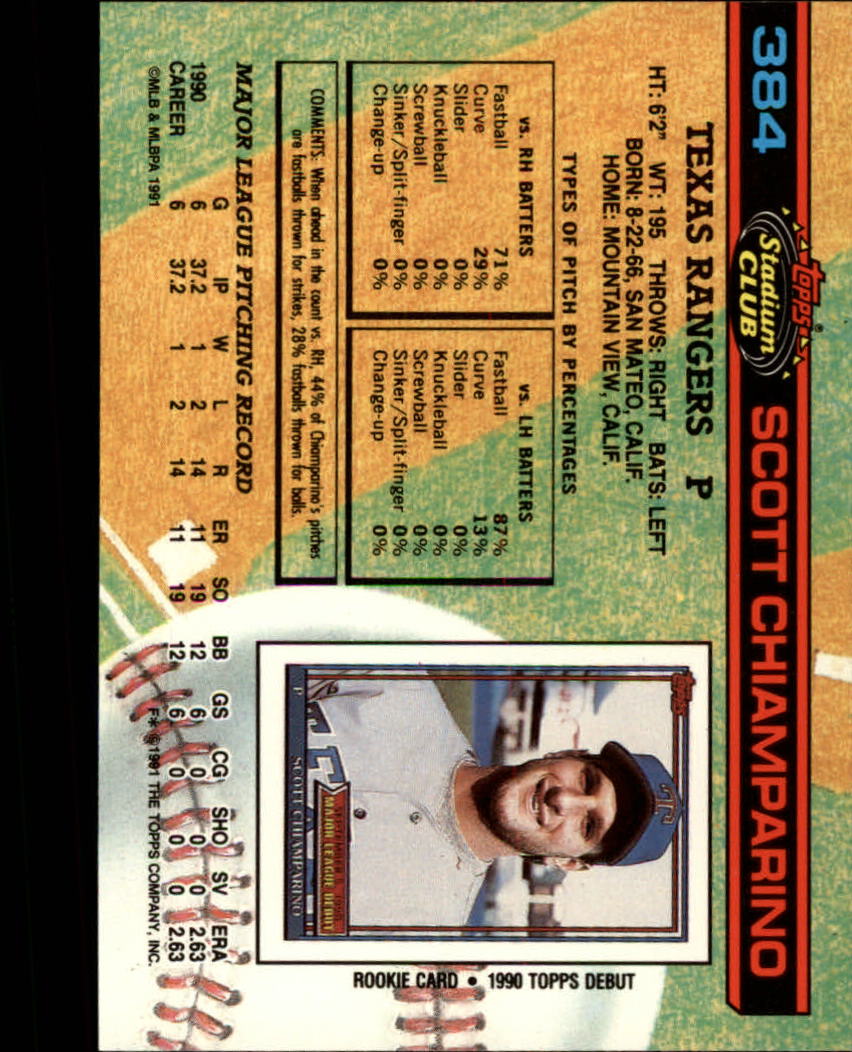 384 Topps® Stadium CLUB SCOTT CHIAMPARINO
TEXAS RANGERS P
HT: 6'2" WT: 195 THROWS: RIGHT BATS: LEFT
BORN: 8-22-66, SAN MATEO, CALIF.
HOME: MOUNTAIN VIEW, CALIF.
TYPES OF PITCH BY PERCENTAGES
vs. RH BATTERS
Fastball 71%
Curve 29%
Slider 0%
Knuckleball 0%
Screwball 0%
Sinker/Split-finger 0%
Change-up 0%
vs. LH BATTERS
Fastball 87%
Curve 13%
Slider 0%
Knuckleball 0%
Screwball 0%
Sinker/Split-finger 0%
Change-up 0%
COMMENTS: When ahead in the count vs. RH, 44% of Chiamparino's pitches
are fastballs thrown for strikes, 28% fastballs thrown for balls.
Topps
T
SEPTEMBER 1990
MAJOR LEAGUE DEBUT
P SCOTT CHIAMPARINO
ROOKIE CARD • 1990 TOPPS DEBUT
MAJOR LEAGUE PITCHING RECORD
G IP W L R ER SO BB GS CG SHO SV ERA
1990 6 37.2 1 2 14 11 19 12 6 0 0 0 2.63
CAREER 6 37.2 1 2 14 11 19 12 6 0 0 0 2.63
©MLB & MLBPA 1991 F* ©1991 THE TOPPS COMPANY, INC.